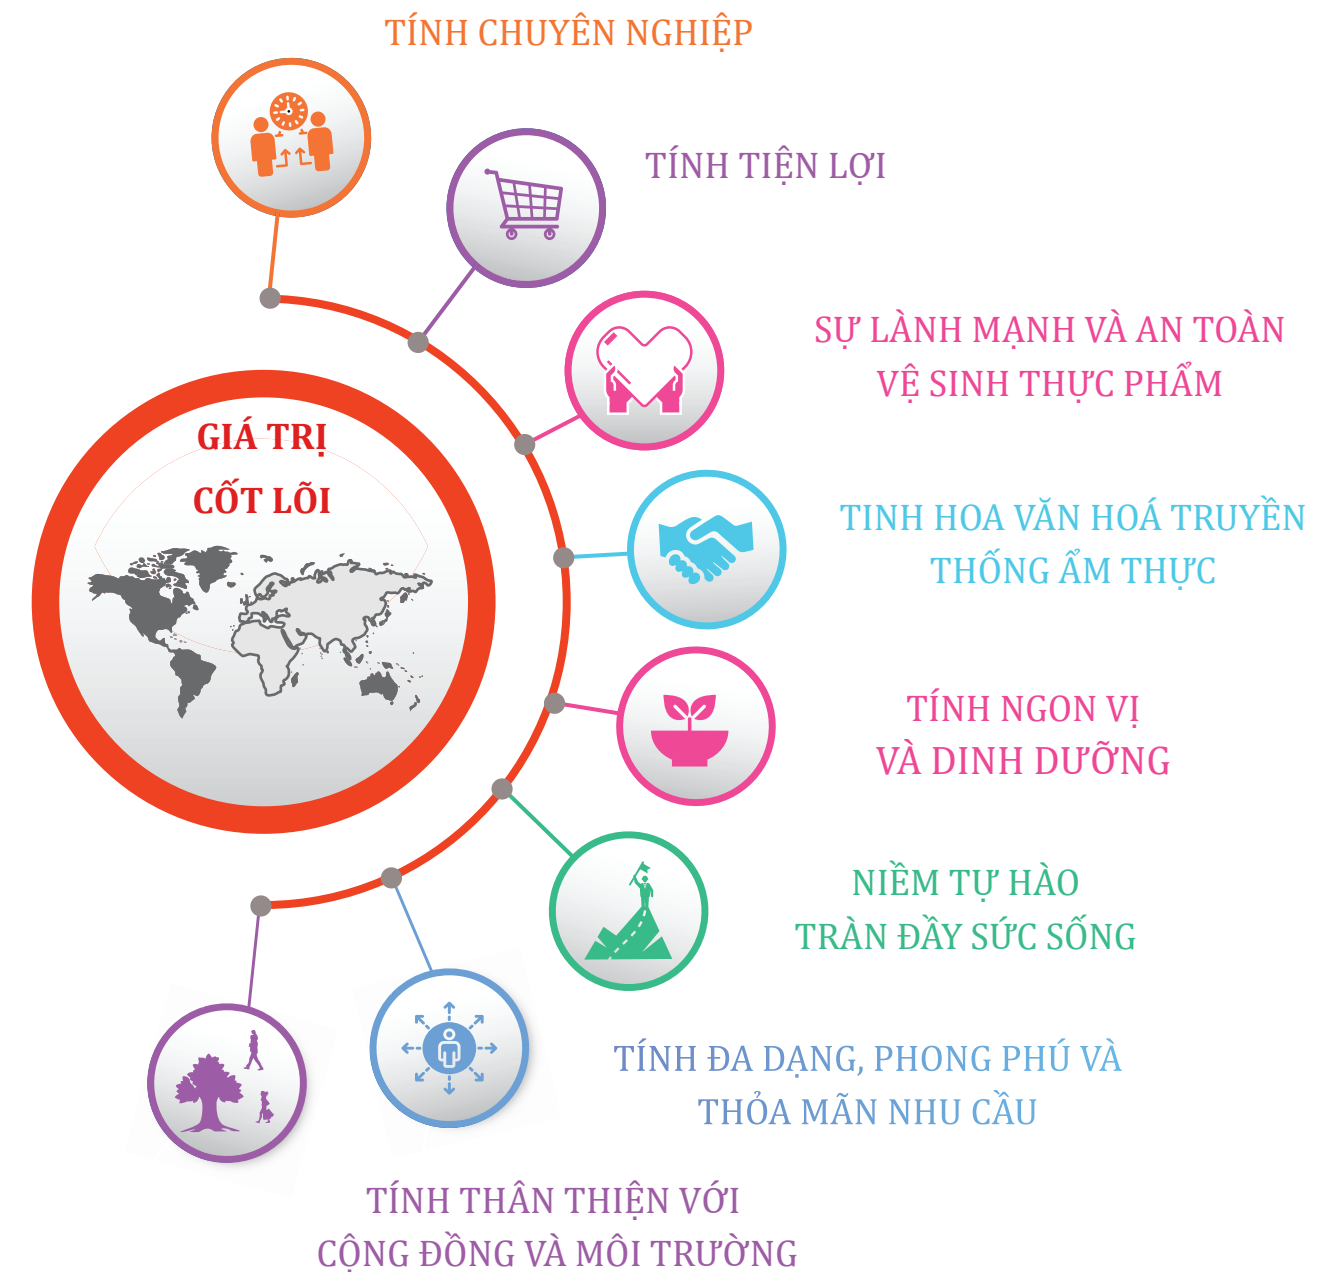 TÍNH CHUYÊN NGHIỆP
TÍNH TIỆN LỢI
SỰ LÀNH MẠNH VÀ AN TOÀN
VỆ SINH THỰC PHẨM
GIÁ TRỊ
CỐT LÕI
TINH HOA VĂN HOÁ TRUYỀN
THỐNG ẨM THỰC
TÍNH NGON VỊ
VÀ DINH DƯỠNG
NIỀM TỰ HÀO
TRÀN ĐẦY SỨC SỐNG
TÍNH ĐA DẠNG, PHONG PHÚ VÀ
THỎA MÃN NHU CẦU
TÍNH THÂN THIỆN VỚI
CỘNG ĐỒNG VÀ MÔI TRƯỜNG